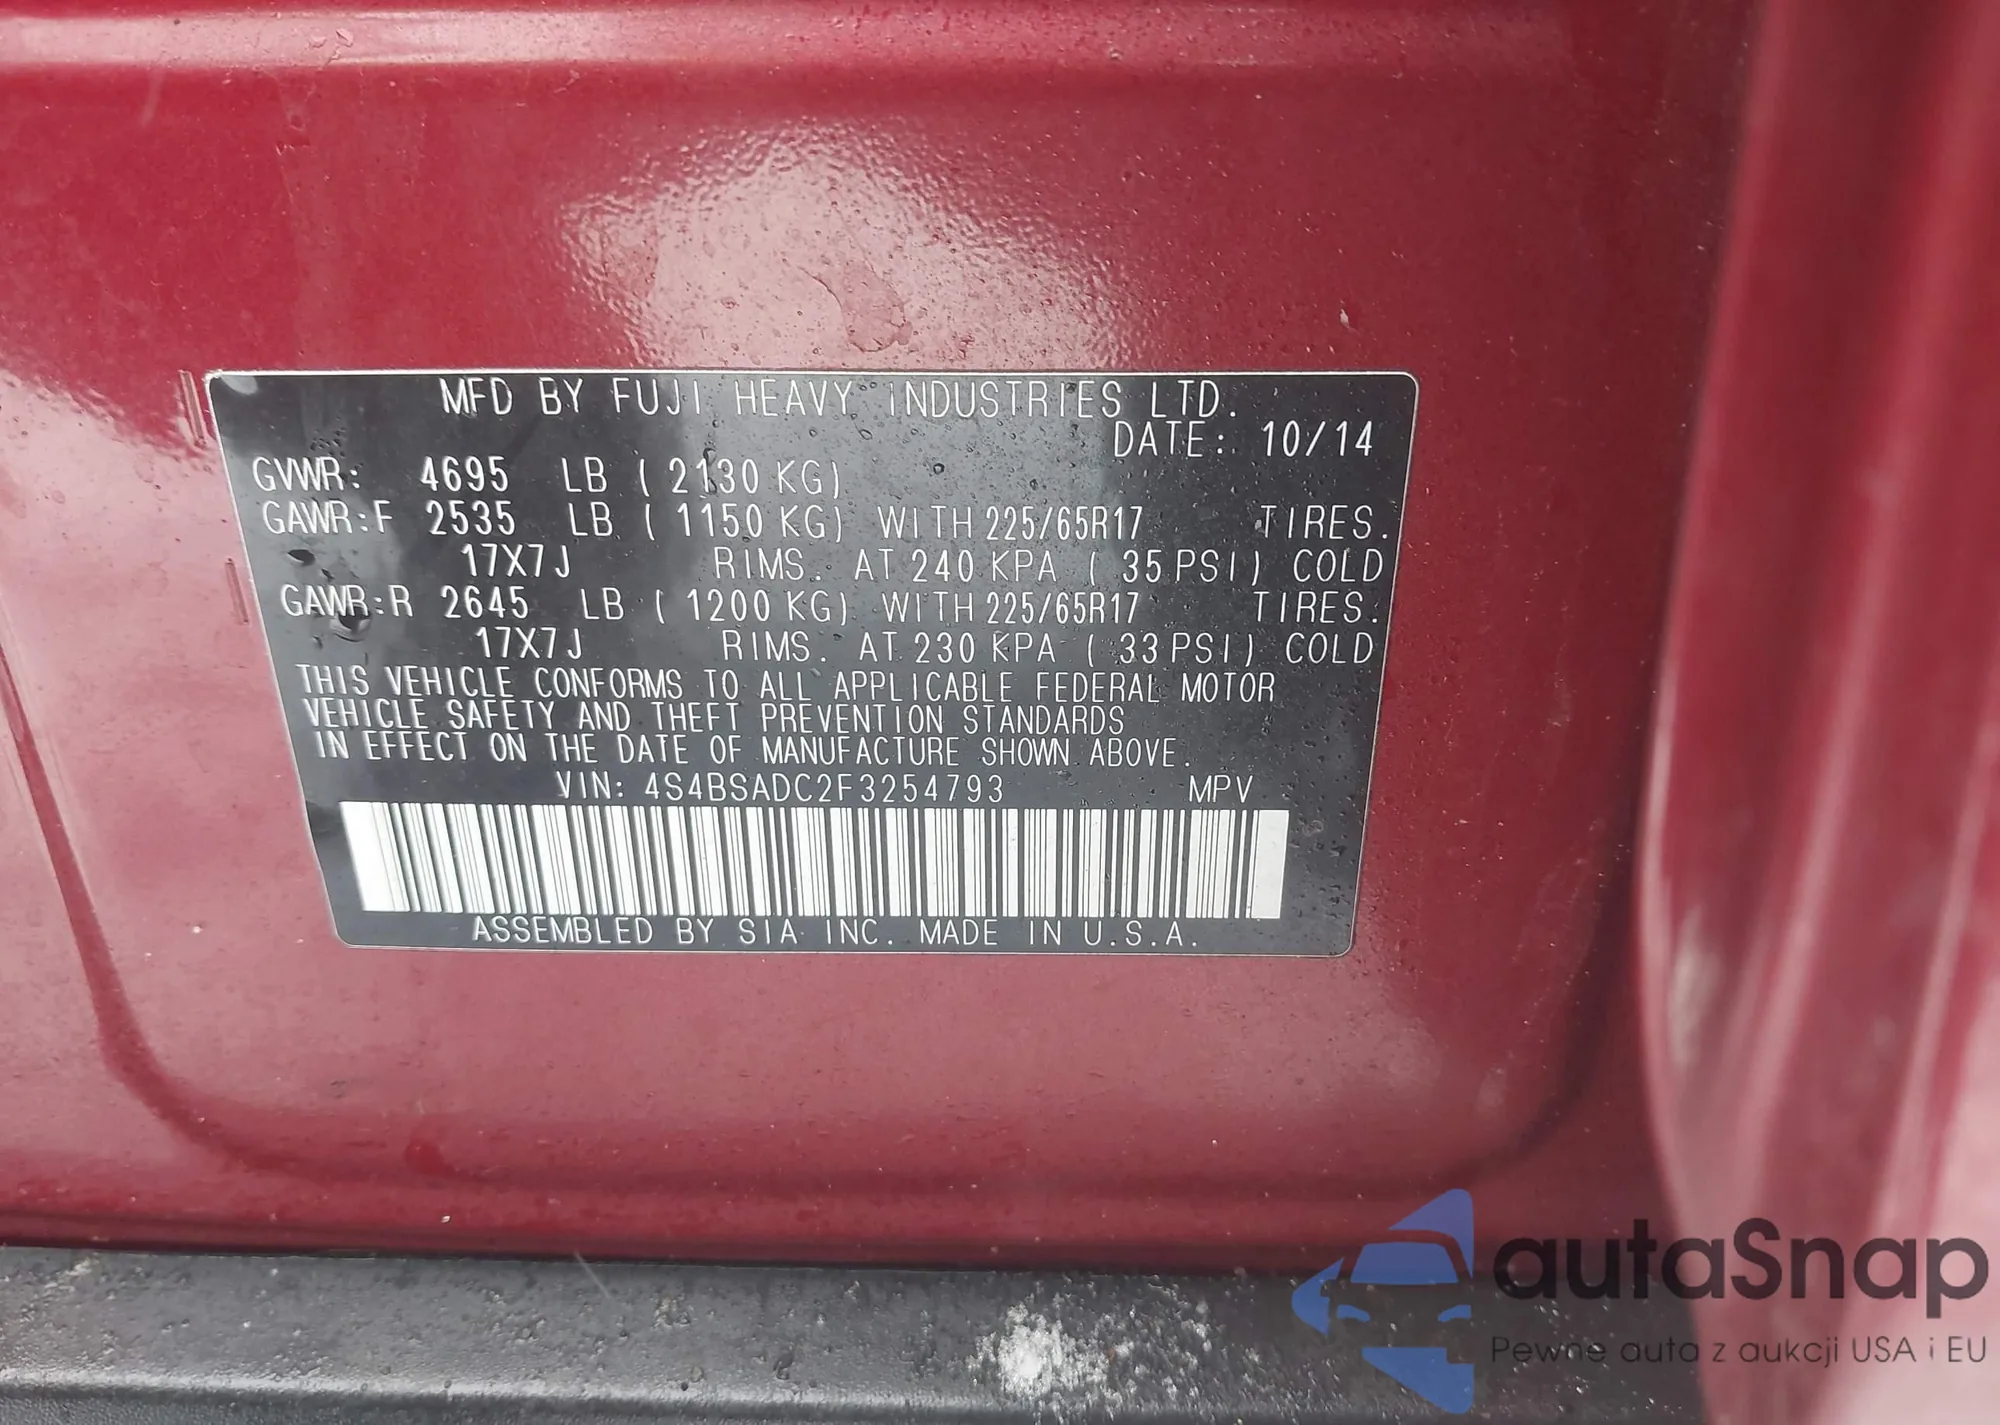 MFD BY FUJI HEAVY INDUSTRIES LTD.
DATE: 10/14
GVWR: 4695 LB (2130 KG)
GAWR:F 2535 LB (1150 KG) WITH 225/65R17 TIRES.
17X7J RIMS. AT 240 KPA (35 PSI) COLD
GAWR:R 2645 LB (1200 KG) WITH 225/65R17 TIRES.
17X7J RIMS. AT 230 KPA (33 PSI) COLD
THIS VEHICLE CONFORMS TO ALL APPLICABLE FEDERAL MOTOR
VEHICLE SAFETY AND THEFT PREVENTION STANDARDS
IN EFFECT ON THE DATE OF MANUFACTURE SHOWN ABOVE.
VIN: 4S4BSADC2F3254793 MPV
ASSEMBLED BY SIA INC. MADE IN U.S.A.
autaSnap
Pewne auta z aukcji USA i EU